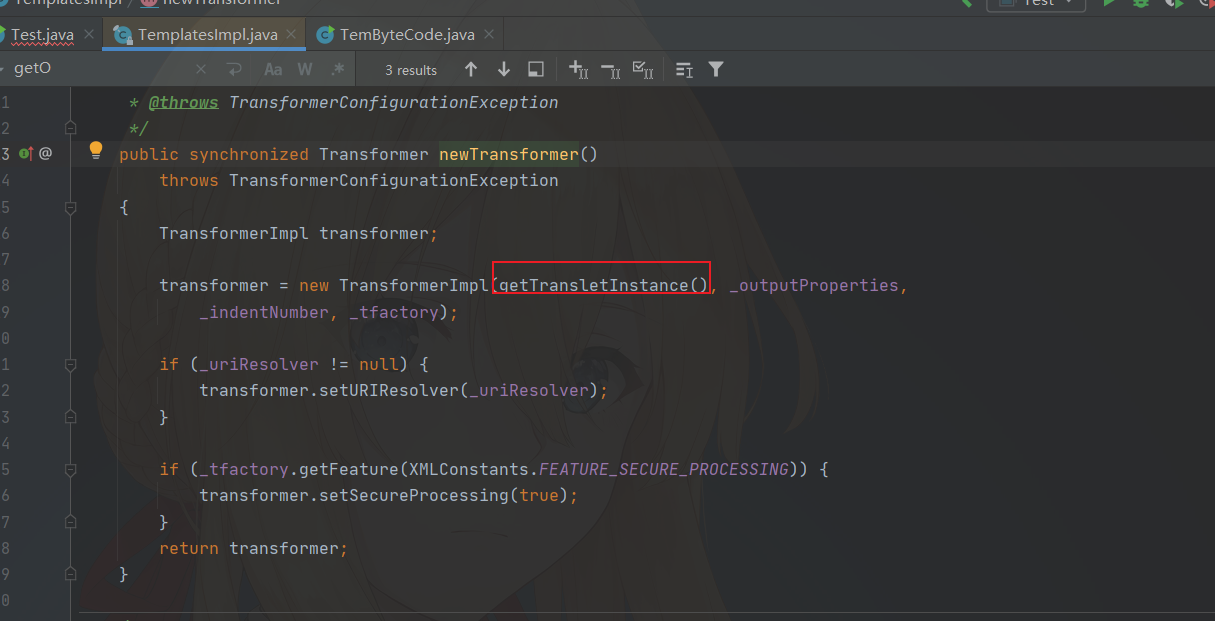 TemplatesImpl newTransformer Test
Test.java TemplatesImpl.java TemByteCode.java
getO Aa W .* 3 results
1 * @throws TransformerConfigurationException
2 */
3 @ public synchronized Transformer newTransformer()
4 throws TransformerConfigurationException
5 {
6 TransformerImpl transformer;
7
8 transformer = new TransformerImpl(getTransletInstance(), _outputProperties,
9 _indentNumber, _tfactory);
0
1 if (_uriResolver != null) {
2 transformer.setURIResolver(_uriResolver);
3 }
4
5 if (_tfactory.getFeature(XMLConstants.FEATURE_SECURE_PROCESSING)) {
6 transformer.setSecureProcessing(true);
7 }
8 return transformer;
9 }
0